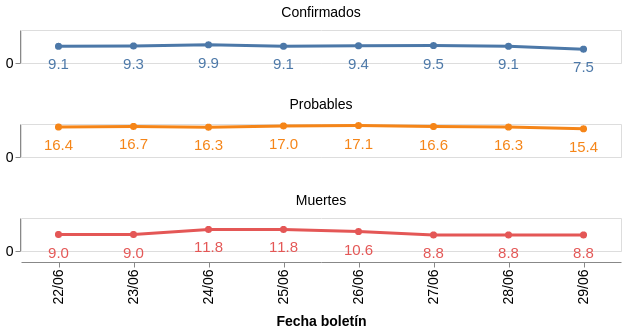 Confirmados
0
9.1 9.3 9.9 9.1 9.4 9.5 9.1 7.5
Probables
0
16.4 16.7 16.3 17.0 17.1 16.6 16.3 15.4
Muertes
0
9.0 9.0 11.8 11.8 10.6 8.8 8.8 8.8
22/06 23/06 24/06 25/06 26/06 27/06 28/06 29/06
Fecha boletín